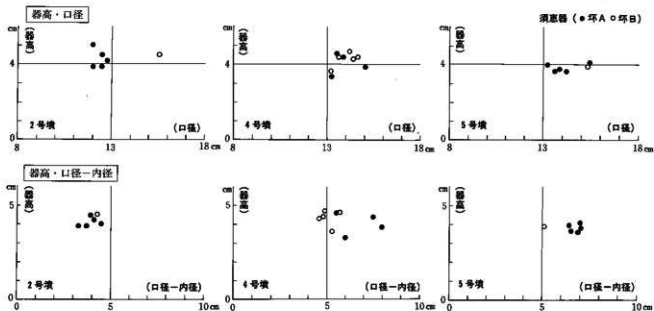 器高・口径
須恵器(● 坏A ○ 坏B)
cm (器高) 4 0 8 2号墳 13 (口径) 18cm
cm (器高) 4 0 8 4号墳 13 (口径) 18cm
cm (器高) 4 0 8 5号墳 13 (口径) 18cm
器高・口径−内径
cm (器高) 5 0 0 2号墳 5 (口径−内径) 10cm
cm (器高) 5 0 0 4号墳 5 (口径−内径) 10cm
cm (器高) 5 0 0 5号墳 5 (口径−内径) 10cm